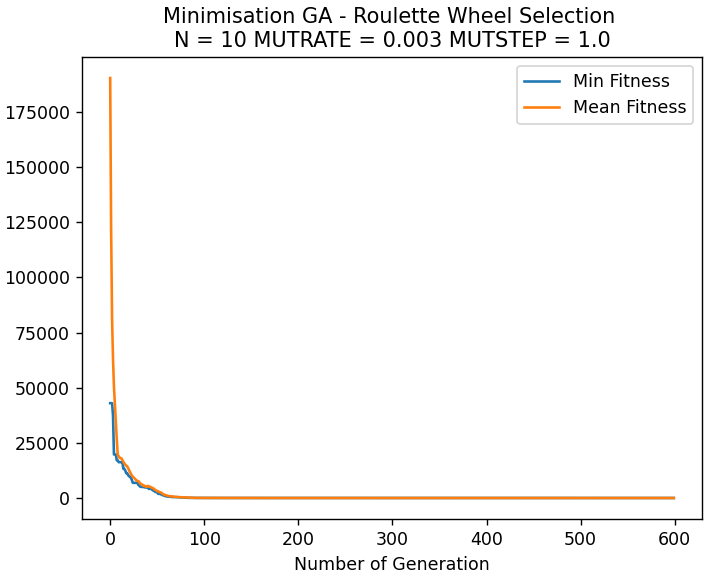 Minimisation GA - Roulette Wheel Selection
N = 10 MUTRATE = 0.003 MUTSTEP = 1.0
Min Fitness
Mean Fitness
175000
150000
125000
100000
75000
50000
25000
0
0 100 200 300 400 500 600
Number of Generation